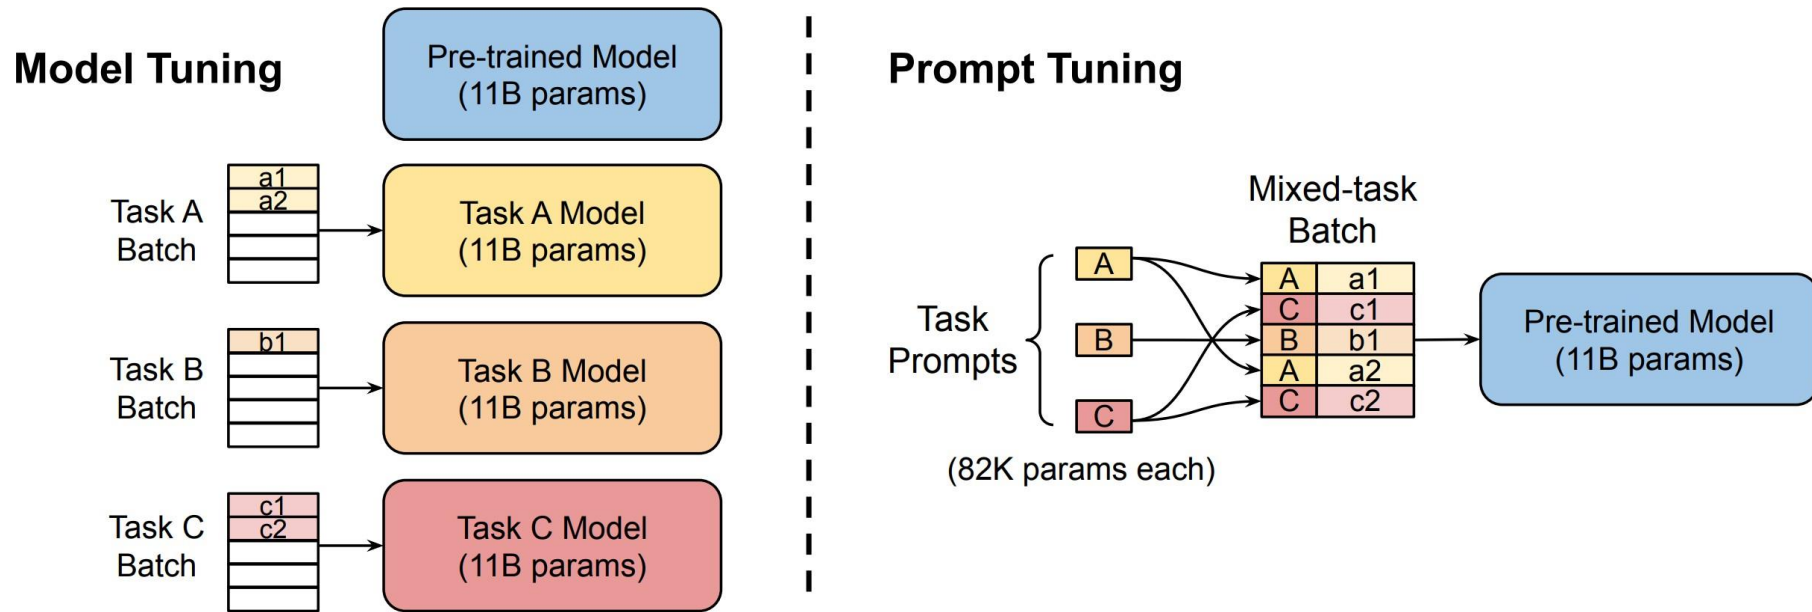 Model Tuning
Pre-trained Model
(11B params)
Task A
Batch
a1
a2
Task A Model
(11B params)
Task B
Batch
b1
Task B Model
(11B params)
Task C
Batch
c1
c2
Task C Model
(11B params)
Prompt Tuning
Mixed-task
Batch
Task
Prompts
A
B
C
(82K params each)
A a1
C c1
B b1
A a2
C c2
Pre-trained Model
(11B params)